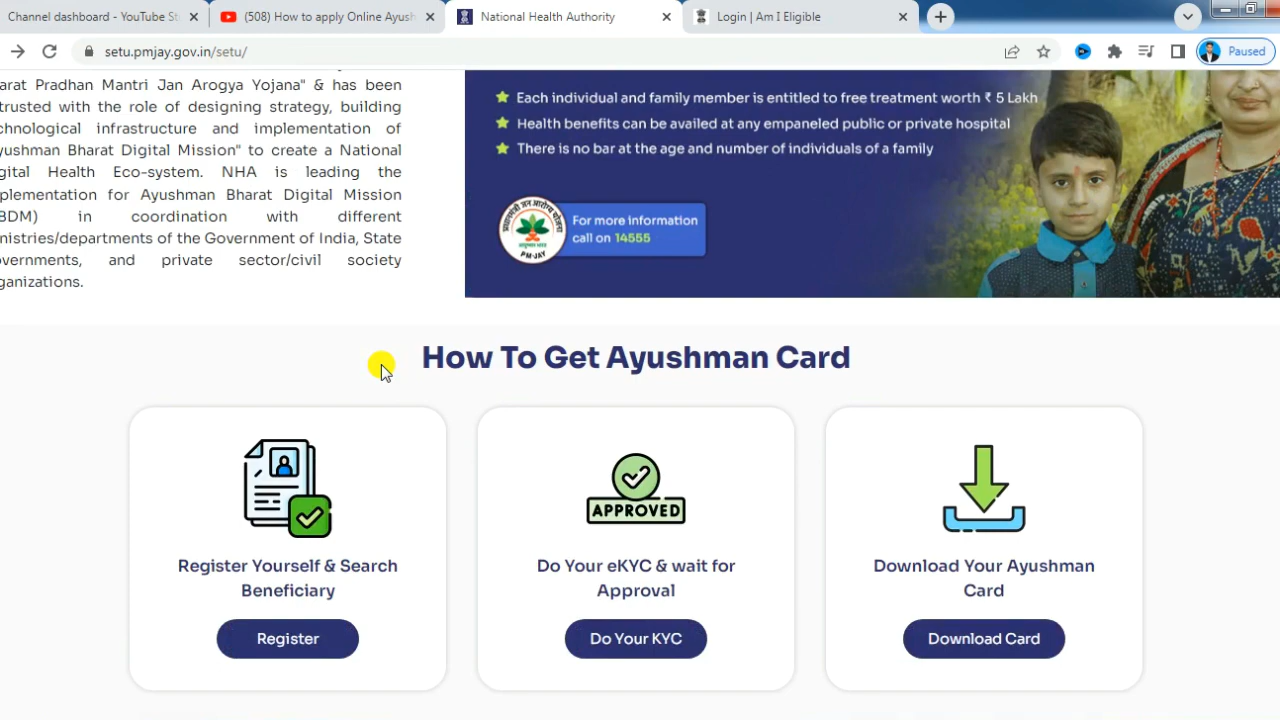 Channel dashboard - YouTube St
(508) How to apply Online Ayush
National Health Authority
Login | Am I Eligible
setu.pmjay.gov.in/setu/
Paused
arat Pradhan Mantri Jan Arogya Yojana" & has been
trusted with the role of designing strategy, building
chnological infrastructure and implementation of
yushman Bharat Digital Mission" to create a National
gital Health Eco-system. NHA is leading the
plementation for Ayushman Bharat Digital Mission
BDM) in coordination with different
nistries/departments of the Government of India, State
overnments, and private sector/civil society
ganizations.
Each individual and family member is entitled to free treatment worth ₹ 5 Lakh
Health benefits can be availed at any empaneled public or private hospital
There is no bar at the age and number of individuals of a family
PM-JAY
For more information
call on 14555
How To Get Ayushman Card
APPROVED
Register Yourself & Search
Beneficiary
Register
Do Your eKYC & wait for
Approval
Do Your KYC
Download Your Ayushman
Card
Download Card